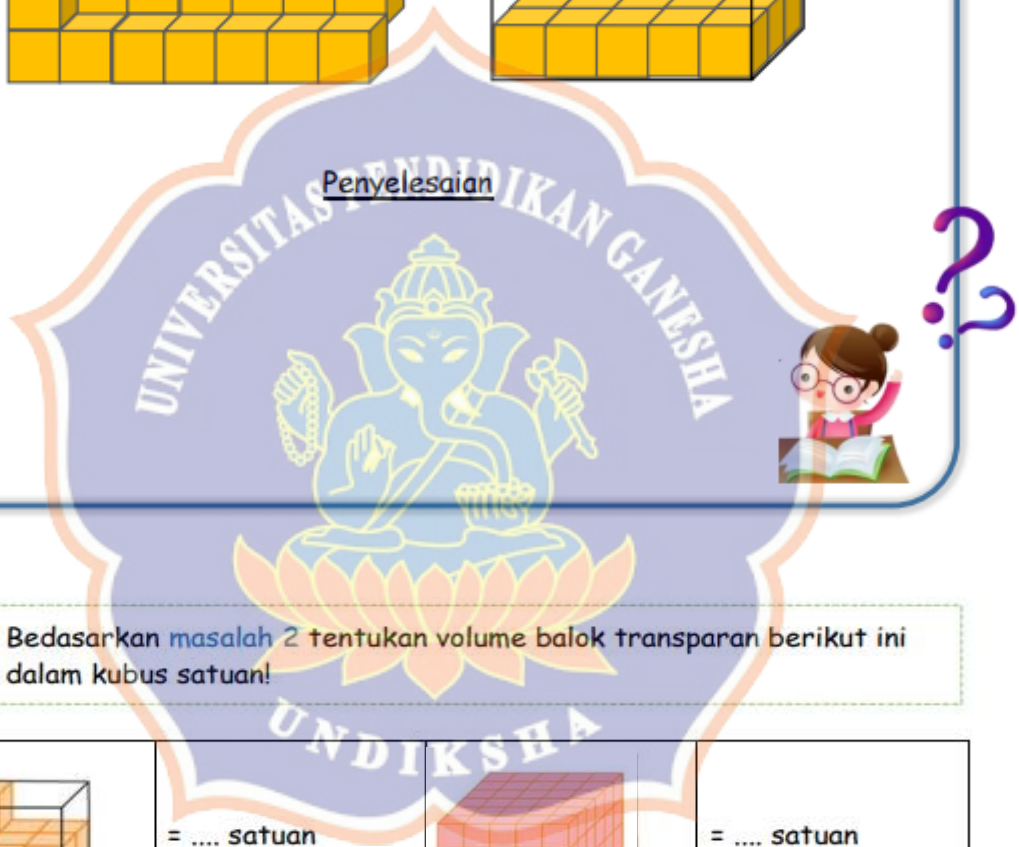 Penyelesaian
UNIVERSITAS PENDIDIKAN GANESHA
Bedasarkan masalah 2 tentukan volume balok transparan berikut ini
dalam kubus satuan!
UNDIKSHA
= .... satuan
= .... satuan